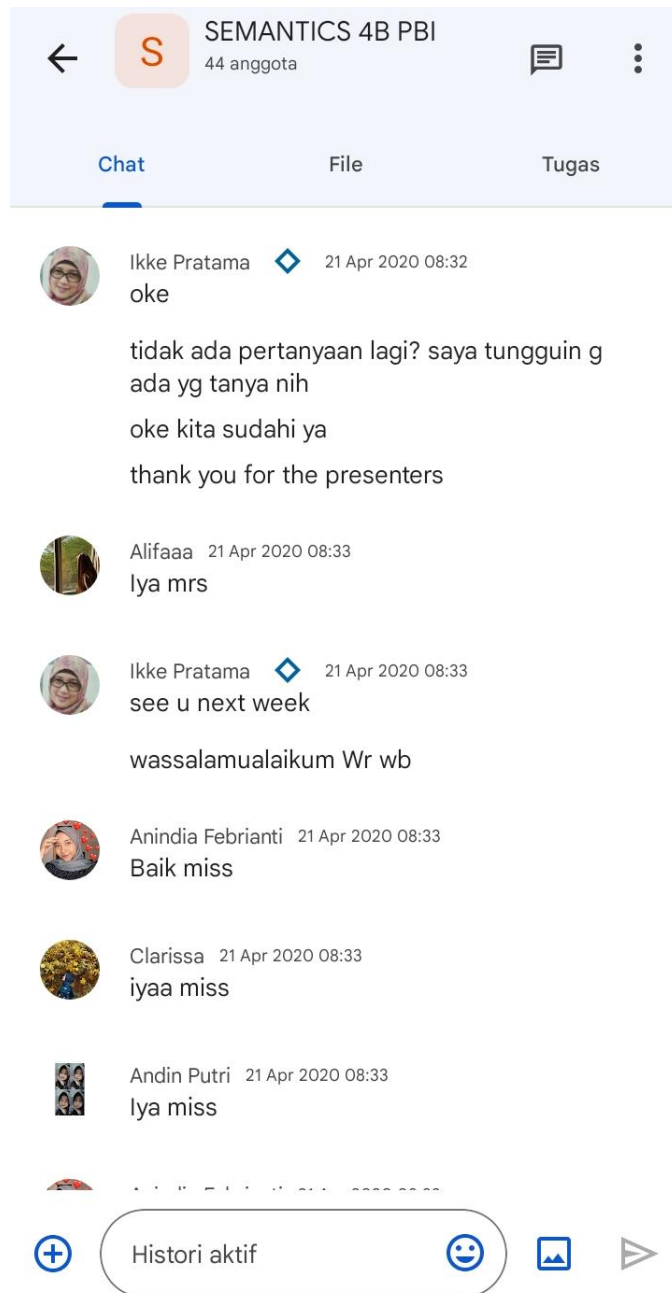 S
SEMANTICS 4B PBI
44 anggota
Chat File Tugas
Ikke Pratama 21 Apr 2020 08:32
oke
tidak ada pertanyaan lagi? saya tungguin g
ada yg tanya nih
oke kita sudahi ya
thank you for the presenters
Alifaaa 21 Apr 2020 08:33
Iya mrs
Ikke Pratama 21 Apr 2020 08:33
see u next week
wassalamualaikum Wr wb
Anindia Febrianti 21 Apr 2020 08:33
Baik miss
Clarissa 21 Apr 2020 08:33
iyaa miss
Andin Putri 21 Apr 2020 08:33
Iya miss
Histori aktif